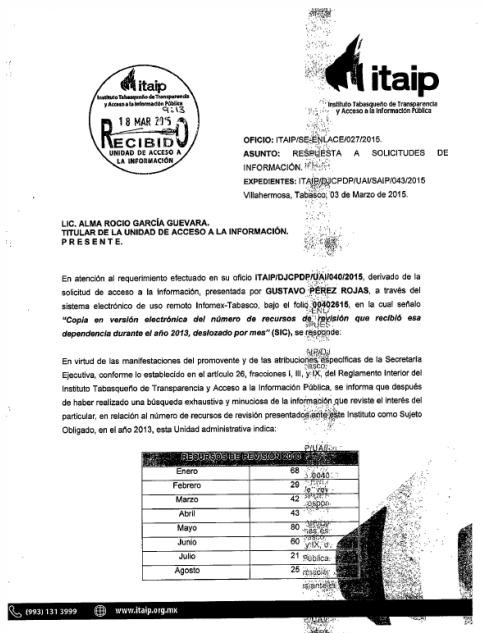 itaip
Instituto Tabasqueño de Transparencia
y Acceso a la Información Pública
itaip
Instituto Tabasqueño de Transparencia
y Acceso a la Información Pública
9:13
18 MAR 2015
RECIBIDO
UNIDAD DE ACCESO A
LA INFORMACIÓN
OFICIO: ITAIP/SE-ENLACE/027/2015.
ASUNTO: RESPUESTA A SOLICITUDES DE
INFORMACIÓN.
EXPEDIENTES: ITAIP/DJCPDP/UAI/SAIP/043/2015
Villahermosa, Tabasco, 03 de Marzo de 2015.
LIC. ALMA ROCIO GARCÍA GUEVARA.
TITULAR DE LA UNIDAD DE ACCESO A LA INFORMACIÓN.
P R E S E N T E.
En atención al requerimiento efectuado en su oficio ITAIP/DJCPDP/UAI/040/2015, derivado de la
solicitud de acceso a la información, presentada por GUSTAVO PÉREZ ROJAS, a través del
sistema electrónico de uso remoto Infomex-Tabasco, bajo el folio 00402615, en la cual señalo
"Copia en versión electrónica del número de recursos de revisión que recibió esa
dependencia durante el año 2013, deslozado por mes" (SIC), se responde:
En virtud de las manifestaciones del promovente y de las atribuciones específicas de la Secretaría
Ejecutiva, conforme lo establecido en el artículo 26, fracciones I, III, y IX, del Reglamento Interior del
Instituto Tabasqueño de Transparencia y Acceso a la Información Pública, se informa que después
de haber realizado una búsqueda exhaustiva y minuciosa de la información que reviste el interés del
particular, en relación al número de recursos de revisión presentados ante este Instituto como Sujeto
Obligado, en el año 2013, esta Unidad administrativa indica:
RECURSOS DE REVISIÓN 2013
Enero 68
Febrero 29
Marzo 42
Abril 43
Mayo 80
Junio 60
Julio 21
Agosto 25
(993) 131 3999 www.itaip.org.mx